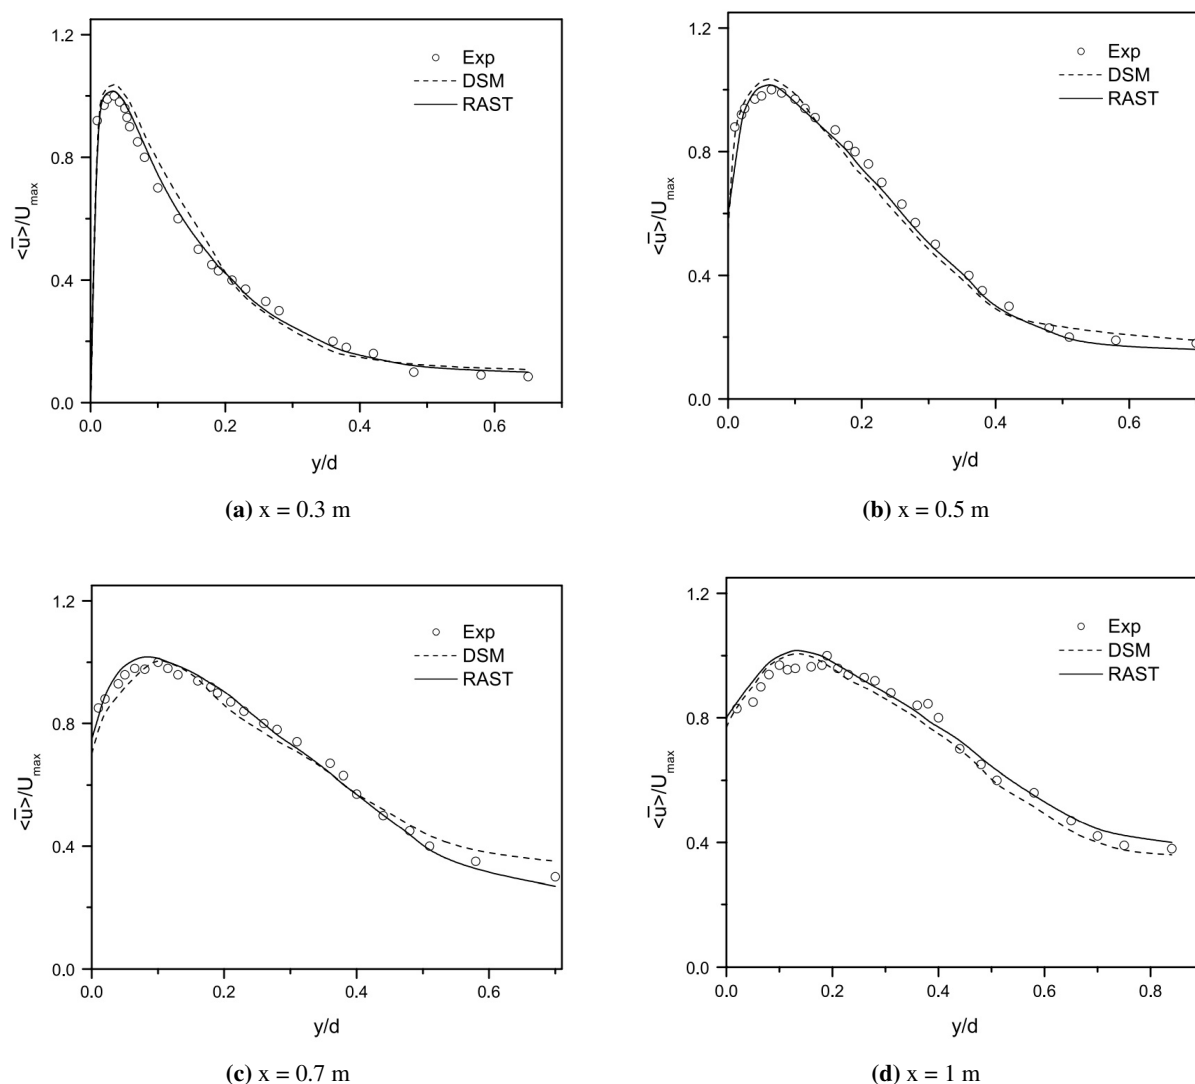 1.2
0.8
0.4
0.0
<u̅>/U_max
Exp
DSM
RAST
0.0 0.2 0.4 0.6
y/d
(a) x = 0.3 m
1.2
0.8
0.4
0.0
<u̅>/U_max
Exp
DSM
RAST
0.0 0.2 0.4 0.6
y/d
(b) x = 0.5 m
1.2
0.8
0.4
0.0
<u̅>/U_max
Exp
DSM
RAST
0.0 0.2 0.4 0.6
y/d
(c) x = 0.7 m
1.2
0.8
0.4
0.0
<u̅>/U_max
Exp
DSM
RAST
0.0 0.2 0.4 0.6 0.8
y/d
(d) x = 1 m